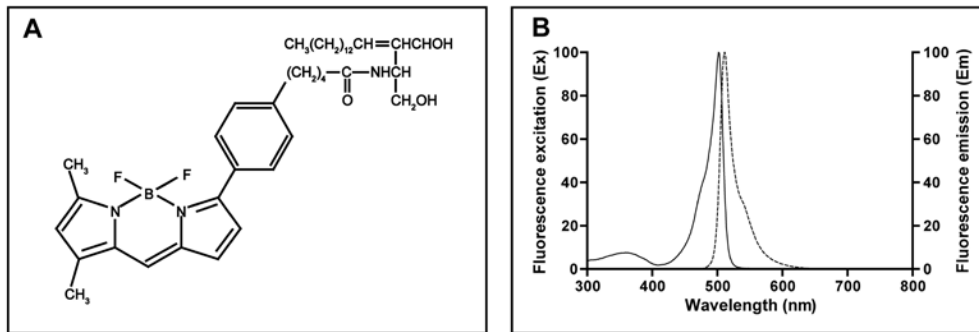 A
CH₃(CH₂)₁₂CH=C-CHOH
(CH₂)₄-C-NHCH
O
CH₂OH
CH₃
F
F
B
N
N
CH₃
B
Fluorescence excitation (Ex)
100
80
60
40
20
0
300
400
500
600
700
800
Wavelength (nm)
100
80
60
40
20
0
Fluorescence emission (Em)